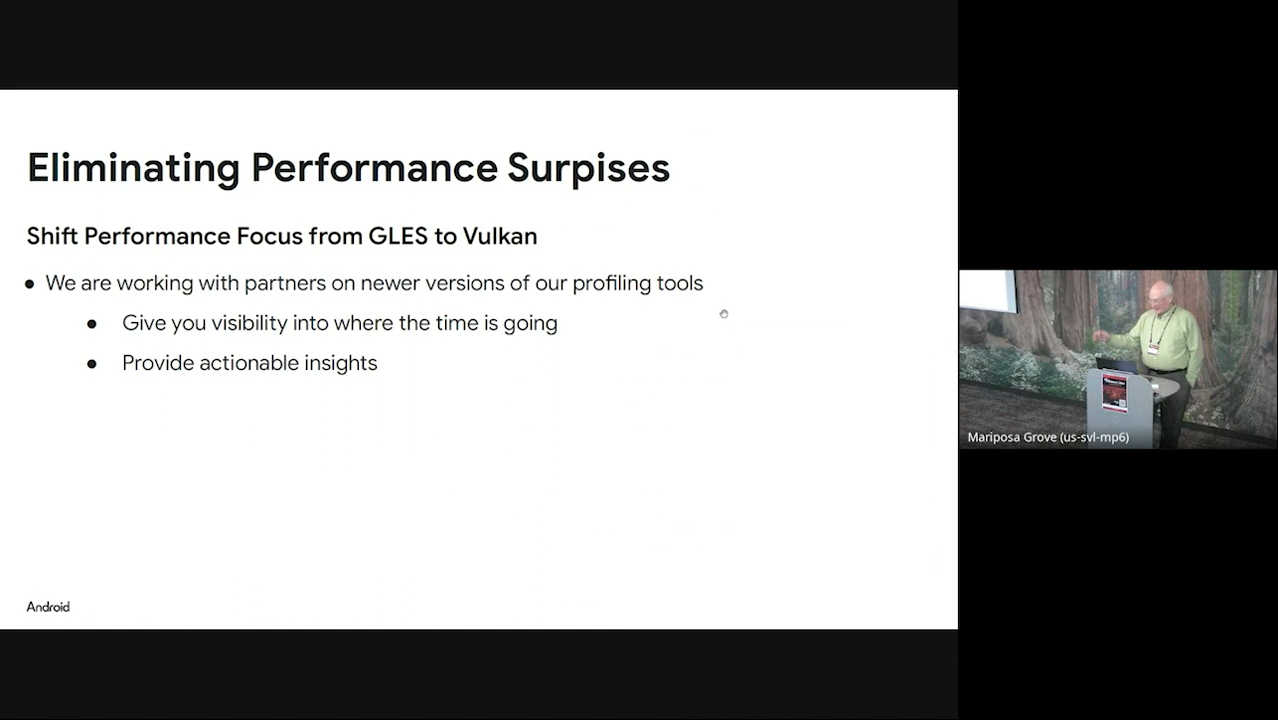 Eliminating Performance Surpises
Shift Performance Focus from GLES to Vulkan
● We are working with partners on newer versions of our profiling tools
● Give you visibility into where the time is going
● Provide actionable insights
Android
Mariposa Grove (us-svl-mp6)